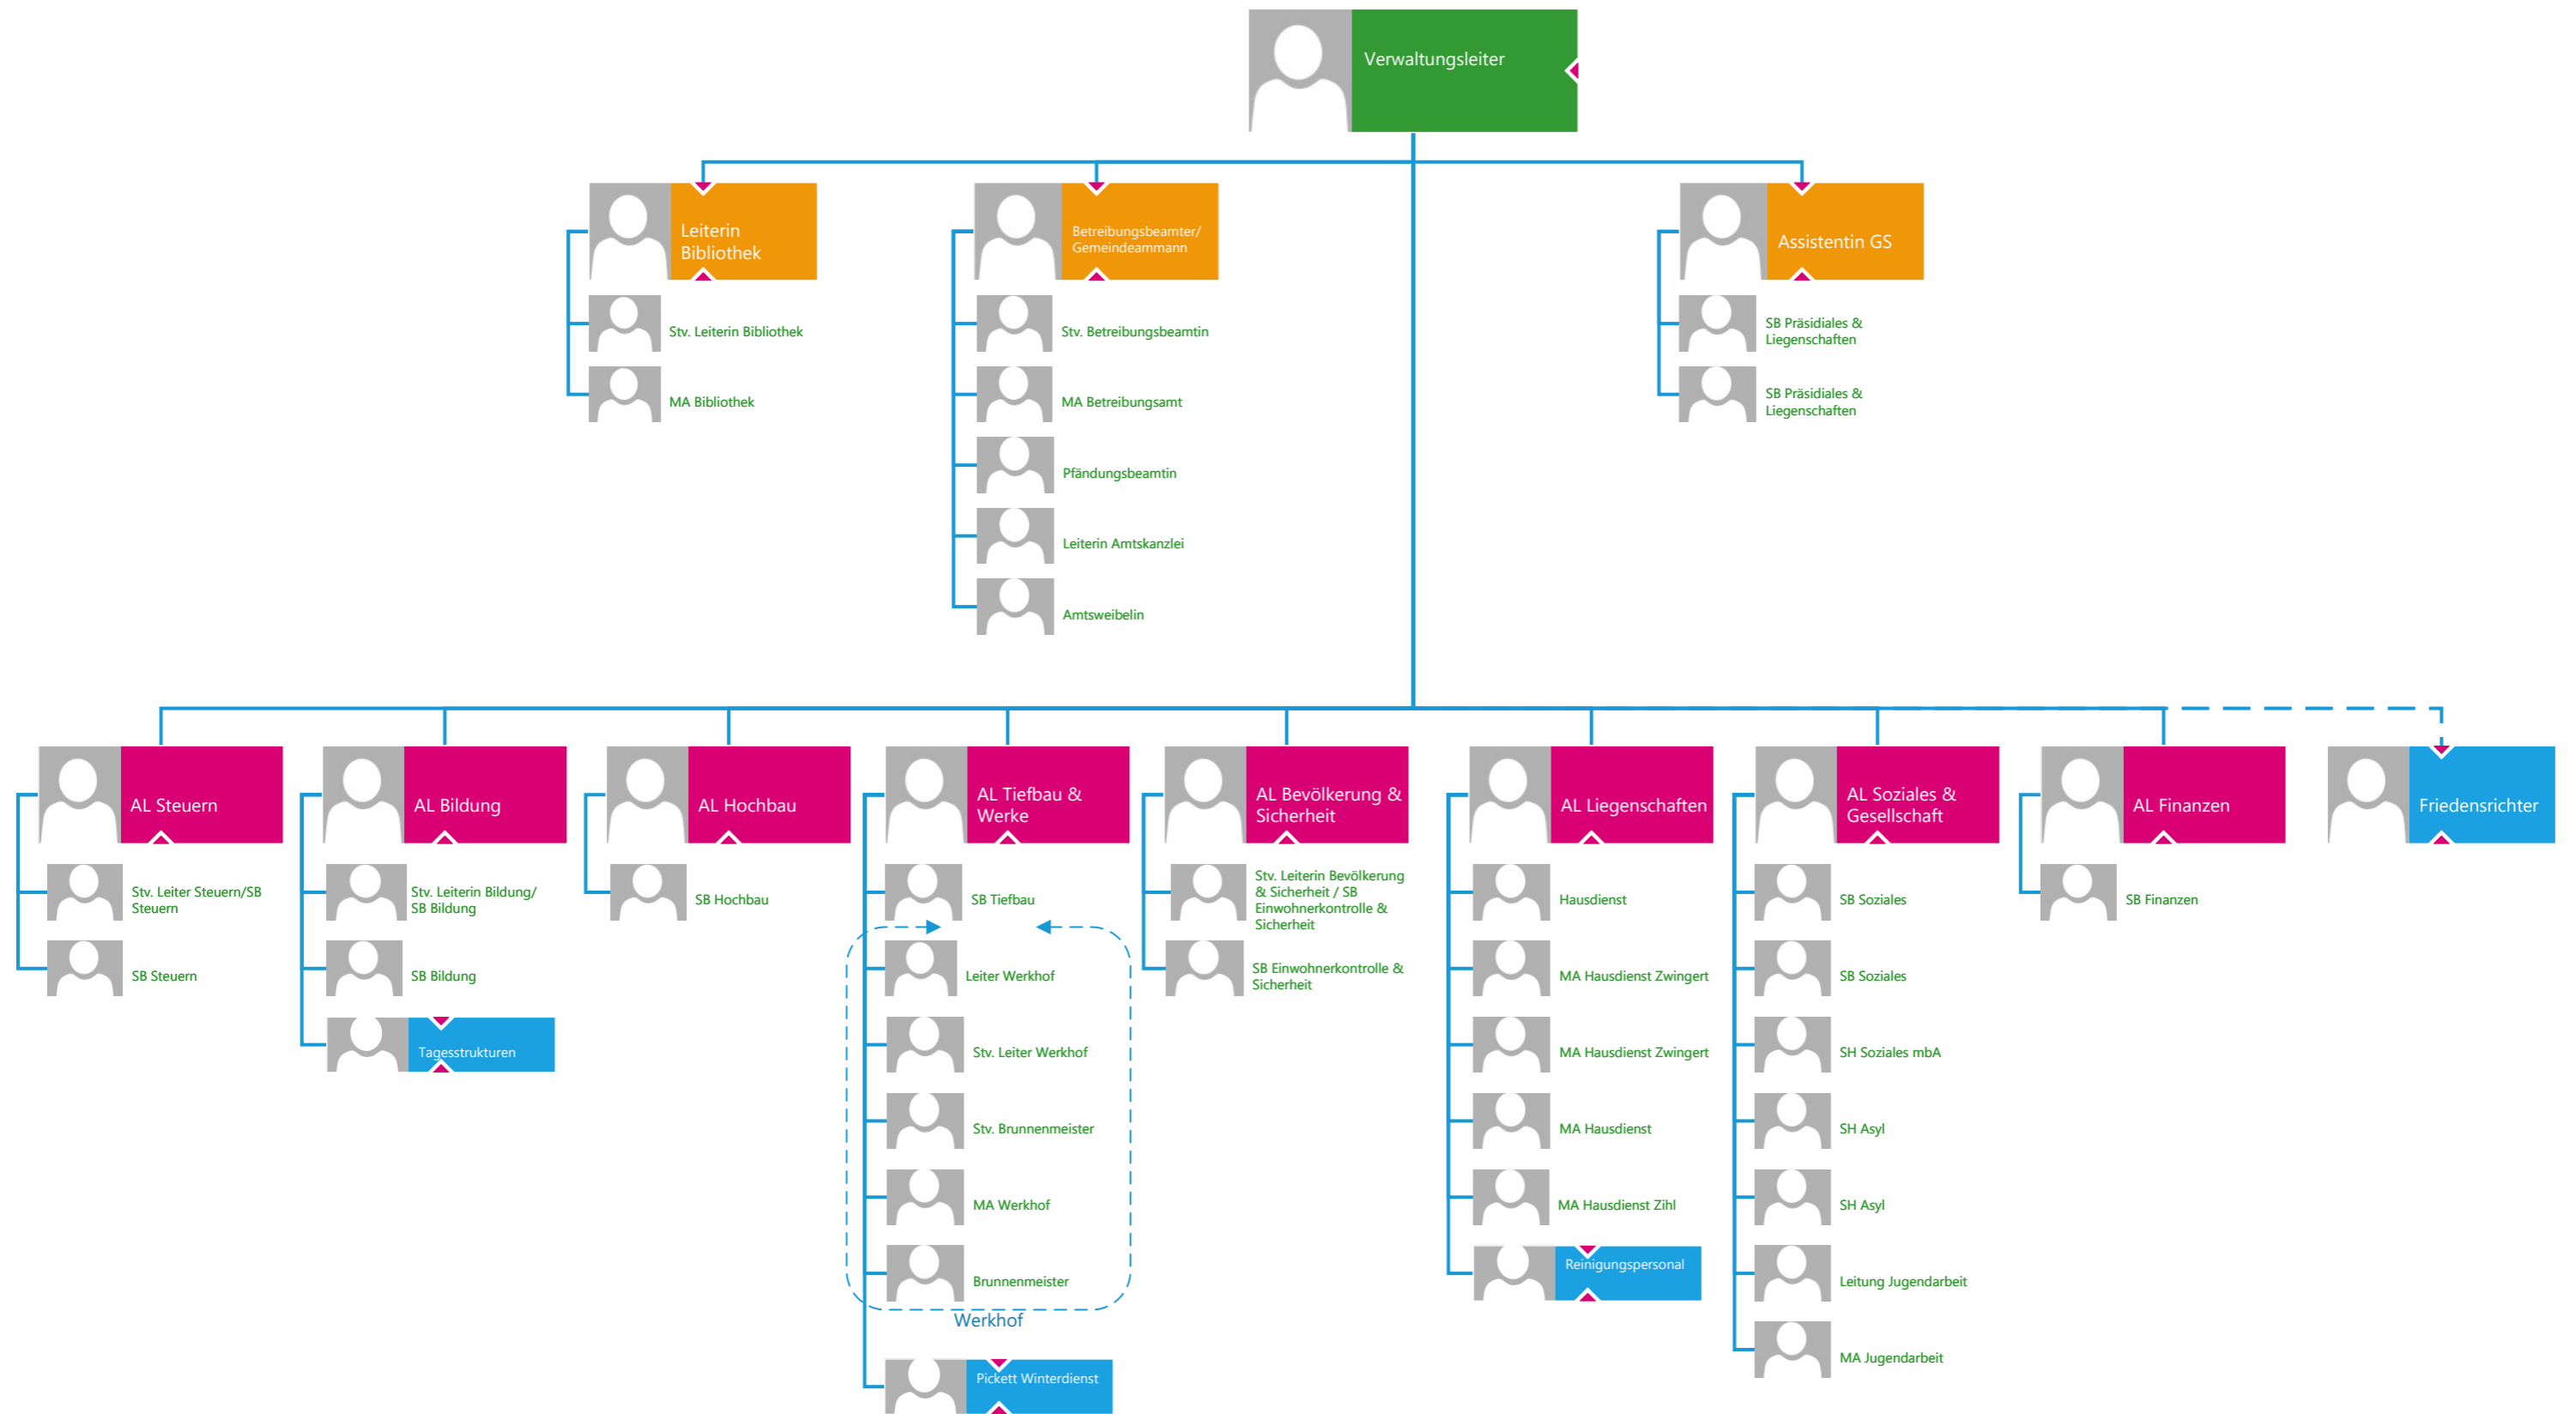 Verwaltungsleiter
Leiterin
Bibliothek
Stv. Leiterin Bibliothek
MA Bibliothek
Betreibungsbeamter/
Gemeindeammann
Stv. Betreibungsbeamtin
MA Betreibungsamt
Pfändungsbeamtin
Leiterin Amtskanzlei
Amtsweibelin
Assistentin GS
SB Präsidiales &
Liegenschaften
SB Präsidiales &
Liegenschaften
AL Steuern
Stv. Leiter Steuern/SB
Steuern
SB Steuern
AL Bildung
Stv. Leiterin Bildung/
SB Bildung
SB Bildung
Tagesstrukturen
AL Hochbau
SB Hochbau
AL Tiefbau &
Werke
SB Tiefbau
Leiter Werkhof
Stv. Leiter Werkhof
Stv. Brunnenmeister
MA Werkhof
Brunnenmeister
Werkhof
Pickett Winterdienst
AL Bevölkerung &
Sicherheit
Stv. Leiterin Bevölkerung
& Sicherheit / SB
Einwohnerkontrolle &
Sicherheit
SB Einwohnerkontrolle &
Sicherheit
AL Liegenschaften
Hausdienst
MA Hausdienst Zwingert
MA Hausdienst Zwingert
MA Hausdienst
MA Hausdienst Zihl
Reinigungspersonal
AL Soziales &
Gesellschaft
SB Soziales
SB Soziales
SH Soziales mbA
SH Asyl
SH Asyl
Leitung Jugendarbeit
MA Jugendarbeit
AL Finanzen
SB Finanzen
Friedensrichter